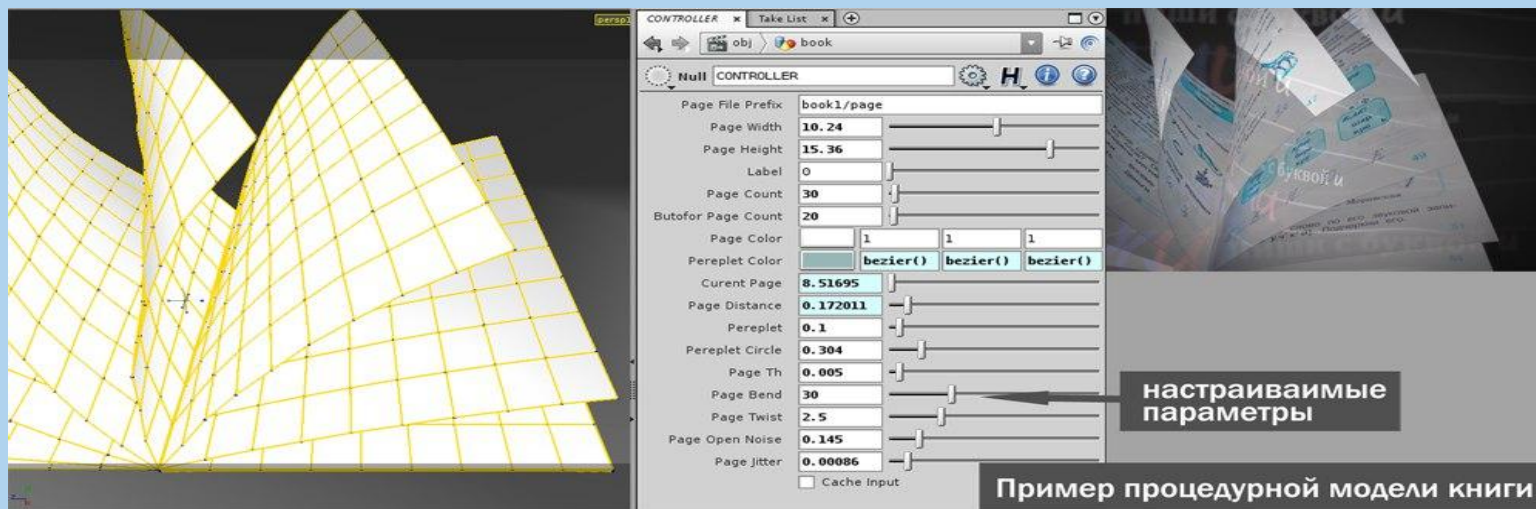 persp1
CONTROLLER x Take List x
obj book
Null CONTROLLER
Page File Prefix book1/page
Page Width 10.24
Page Height 15.36
Label 0
Page Count 30
Butofor Page Count 20
Page Color 1 1 1
Pereplet Color bezier() bezier() bezier()
Curent Page 8.51695
Page Distance 0.172011
Pereplet 0.1
Pereplet Circle 0.304
Page Th 0.005
Page Bend 30
Page Twist 2.5
Page Open Noise 0.145
Page Jitter 0.00086
Cache Input
с буквой и
настраиваимые
параметры
Пример процедурной модели книги